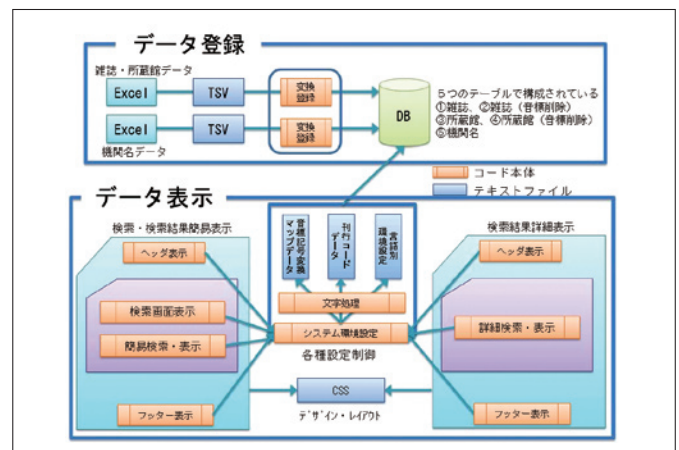 データ登録
雑誌・所蔵館データ
Excel
TSV
変換
登録
Excel
TSV
変換
登録
機関名データ
DB
５つのテーブルで構成されている
①雑誌、②雑誌（音標削除）
③所蔵館、④所蔵館（音標削除）
⑤機関名
コード本体
テキストファイル
データ表示
検索・検索結果簡易表示
ヘッダ表示
検索画面表示
簡易検索・表示
フッター表示
音標記号変換
マップデータ
刊行コード
データ
言語別
環境設定
文字処理
システム環境設定
各種設定制御
CSS
デザイン・レイアウト
検索結果詳細表示
ヘッダ表示
詳細検索・表示
フッター表示